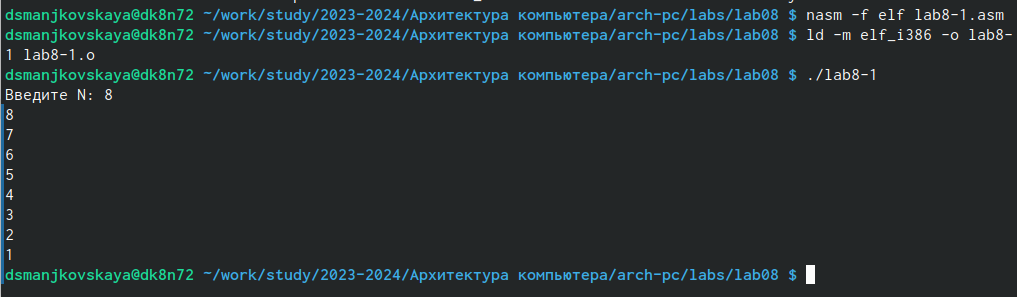 dsmanjkovskaya@dk8n72 ~/work/study/2023-2024/Архитектура компьютера/arch-pc/labs/lab08 $ nasm -f elf lab8-1.asm
dsmanjkovskaya@dk8n72 ~/work/study/2023-2024/Архитектура компьютера/arch-pc/labs/lab08 $ ld -m elf_i386 -o lab8-
1 lab8-1.o
dsmanjkovskaya@dk8n72 ~/work/study/2023-2024/Архитектура компьютера/arch-pc/labs/lab08 $ ./lab8-1
Введите N: 8
8
7
6
5
4
3
2
1
dsmanjkovskaya@dk8n72 ~/work/study/2023-2024/Архитектура компьютера/arch-pc/labs/lab08 $